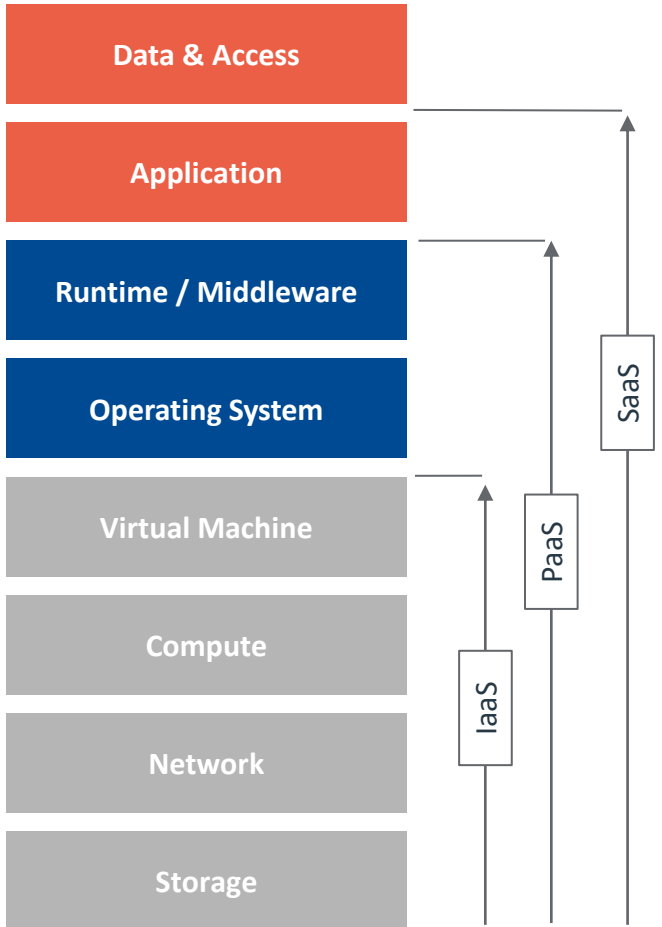 Data & Access
Application
Runtime / Middleware
Operating System
Virtual Machine
Compute
Network
Storage
IaaS
PaaS
SaaS